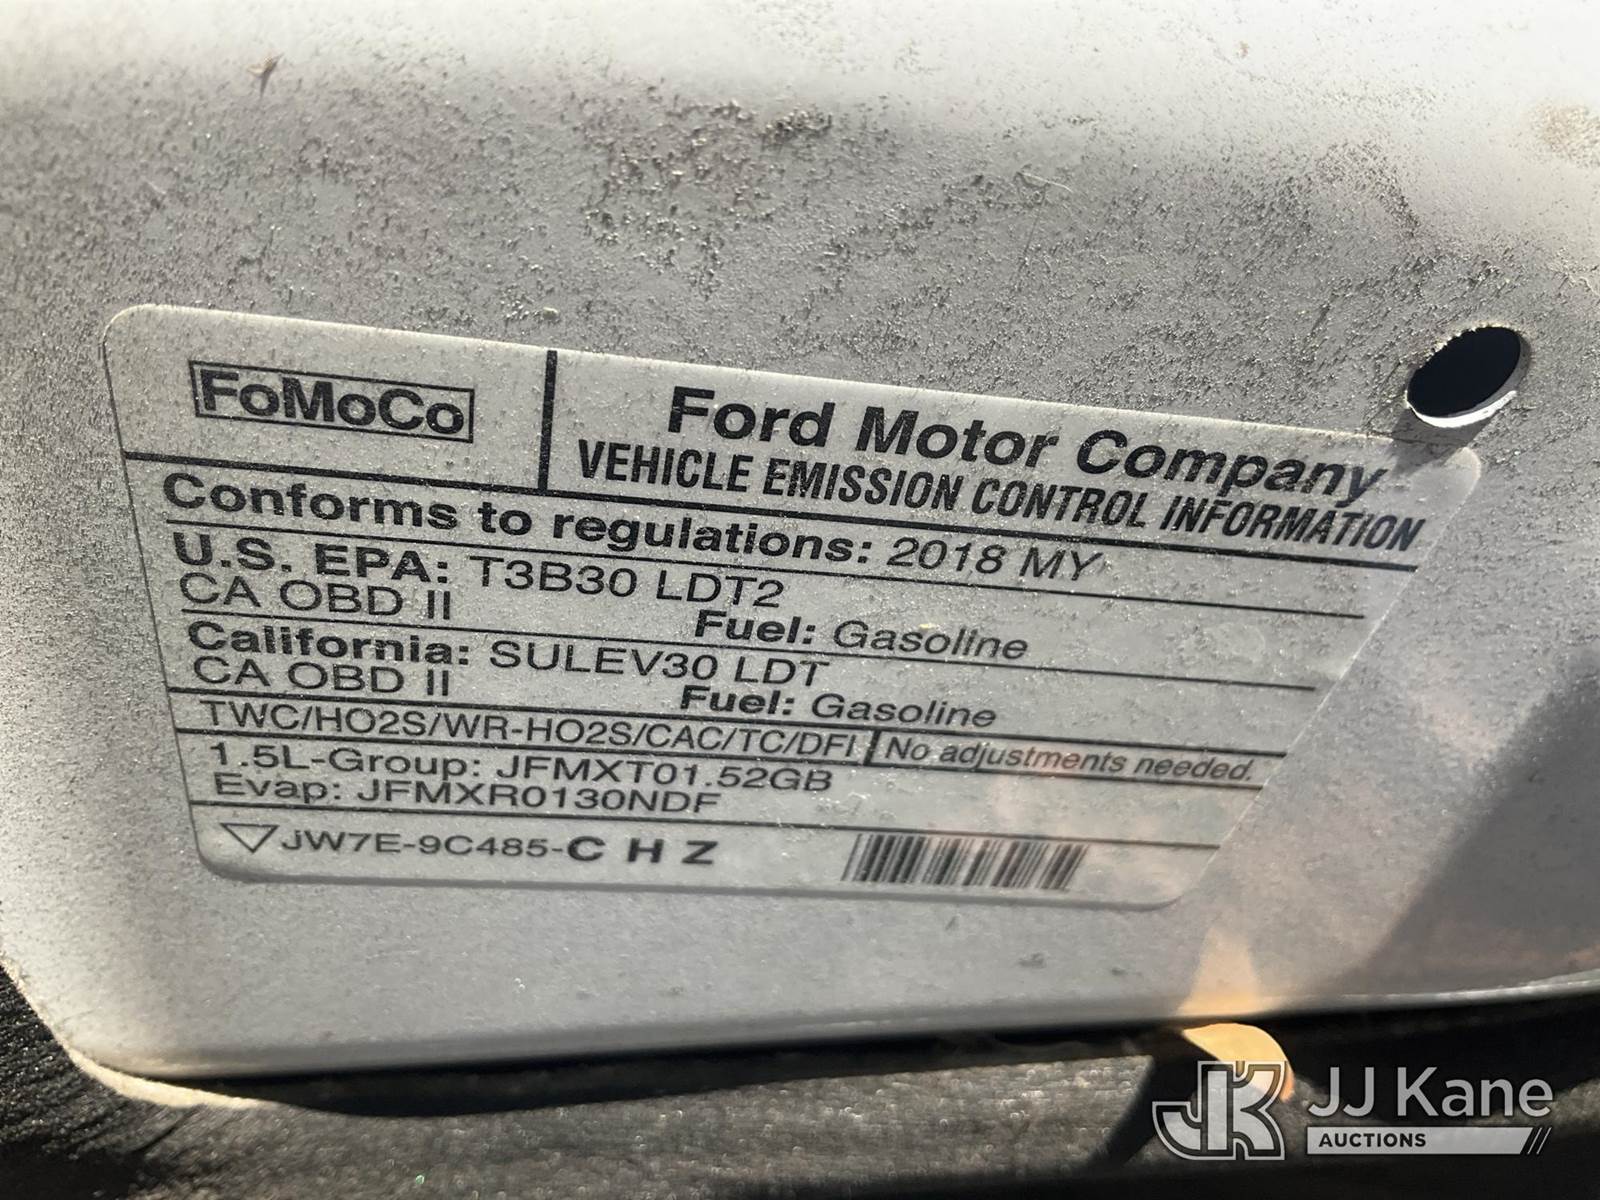 FoMoCo
Ford Motor Company
VEHICLE EMISSION CONTROL INFORMATION
Conforms to regulations: 2018 MY
U.S. EPA: T3B30 LDT2
CA OBD II Fuel: Gasoline
California: SULEV30 LDT
CA OBD II Fuel: Gasoline
TWC/HO2S/WR-HO2S/CAC/TC/DFI No adjustments needed.
1.5L-Group: JFMXT01.52GB
Evap: JFMXR0130NDF
JW7E-9C485-C H Z
JK JJ Kane
AUCTIONS